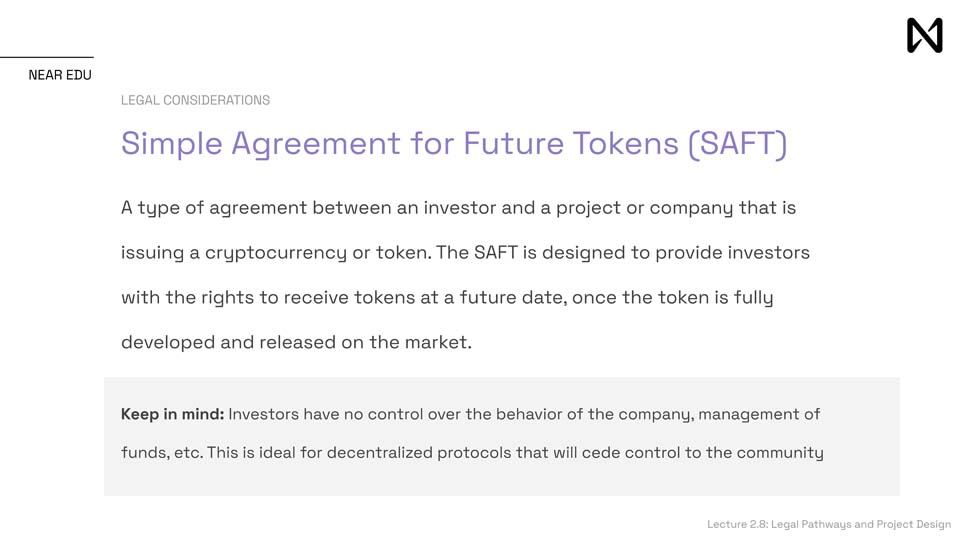 NEAR EDU
LEGAL CONSIDERATIONS
Simple Agreement for Future Tokens (SAFT)
A type of agreement between an investor and a project or company that is
issuing a cryptocurrency or token. The SAFT is designed to provide investors
with the rights to receive tokens at a future date, once the token is fully
developed and released on the market.
Keep in mind: Investors have no control over the behavior of the company, management of
funds, etc. This is ideal for decentralized protocols that will cede control to the community
Lecture 2.8: Legal Pathways and Project Design